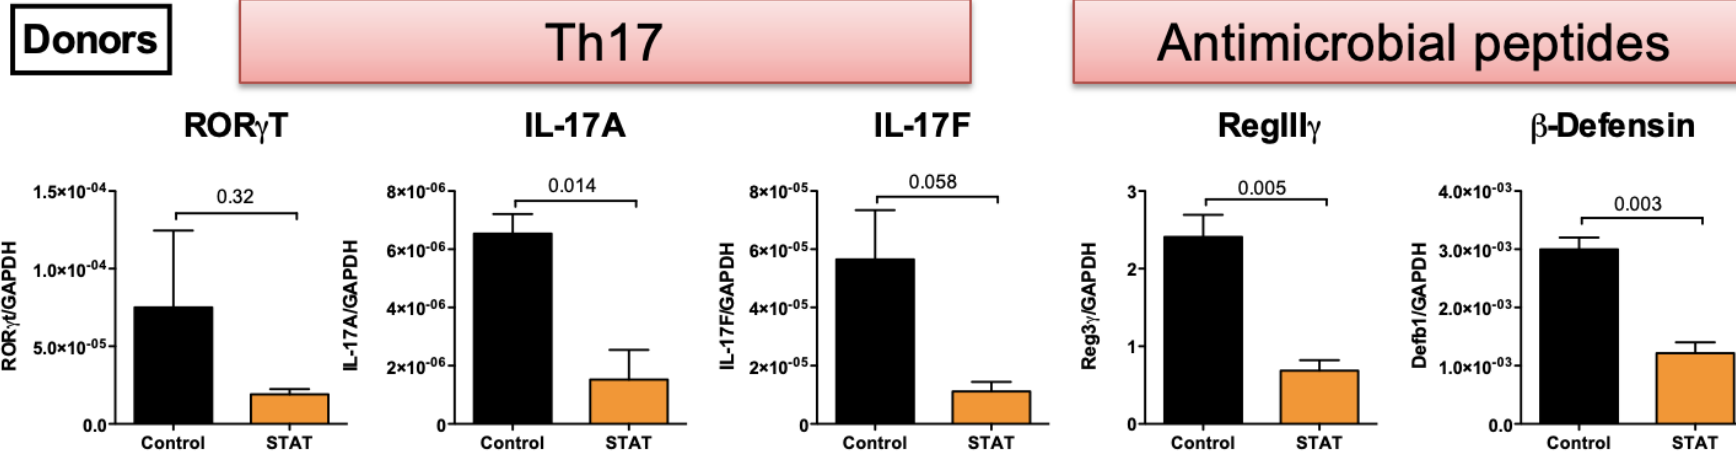 Donors
Th17
Antimicrobial peptides
RORγT
IL-17A
IL-17F
RegIIIγ
β-Defensin
RORγt/GAPDH
1.5×10-04
1.0×10-04
5.0×10-05
0.0
0.32
Control STAT
IL-17A/GAPDH
8×10-06
6×10-06
4×10-06
2×10-06
0
0.014
Control STAT
IL-17F/GAPDH
8×10-05
6×10-05
4×10-05
2×10-05
0
0.058
Control STAT
Reg3γ/GAPDH
3
2
1
0
0.005
Control STAT
Defb1/GAPDH
4.0×10-03
3.0×10-03
2.0×10-03
1.0×10-03
0.0
0.003
Control STAT